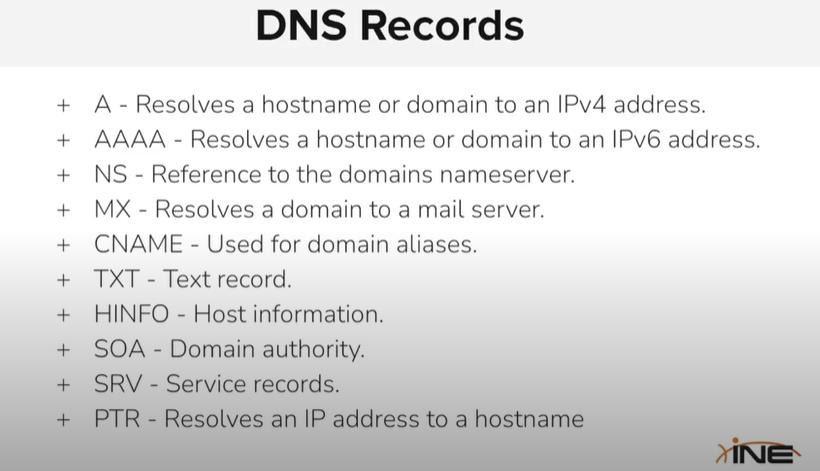 DNS Records
+ A - Resolves a hostname or domain to an IPv4 address.
+ AAAA - Resolves a hostname or domain to an IPv6 address.
+ NS - Reference to the domains nameserver.
+ MX - Resolves a domain to a mail server.
+ CNAME - Used for domain aliases.
+ TXT - Text record.
+ HINFO - Host information.
+ SOA - Domain authority.
+ SRV - Service records.
+ PTR - Resolves an IP address to a hostname
INE